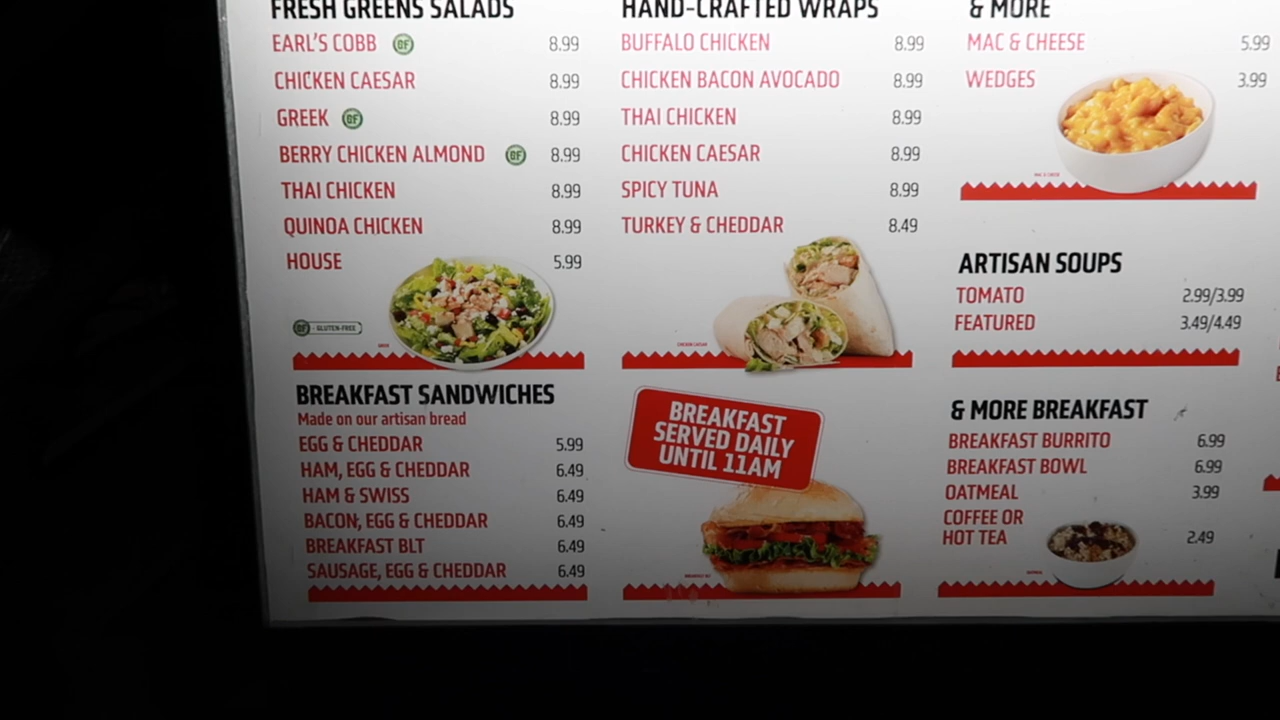 FRESH GREENS SALADS
EARL'S COBB GF 8.99
CHICKEN CAESAR 8.99
GREEK GF 8.99
BERRY CHICKEN ALMOND GF 8.99
THAI CHICKEN 8.99
QUINOA CHICKEN 8.99
HOUSE 5.99
GF - GLUTEN-FREE
HAND-CRAFTED WRAPS
BUFFALO CHICKEN 8.99
CHICKEN BACON AVOCADO 8.99
THAI CHICKEN 8.99
CHICKEN CAESAR 8.99
SPICY TUNA 8.99
TURKEY & CHEDDAR 8.49
CHICKEN CAESAR
& MORE
MAC & CHEESE 5.99
WEDGES 3.99
MAC & CHEESE
ARTISAN SOUPS
TOMATO 2.99/3.99
FEATURED 3.49/4.49
BREAKFAST SANDWICHES
Made on our artisan bread
EGG & CHEDDAR 5.99
HAM, EGG & CHEDDAR 6.49
HAM & SWISS 6.49
BACON, EGG & CHEDDAR 6.49
BREAKFAST BLT 6.49
SAUSAGE, EGG & CHEDDAR 6.49
BREAKFAST
SERVED DAILY
UNTIL 11AM
BREAKFAST BLT
& MORE BREAKFAST
BREAKFAST BURRITO 6.99
BREAKFAST BOWL 6.99
OATMEAL 3.99
COFFEE OR
HOT TEA 2.49